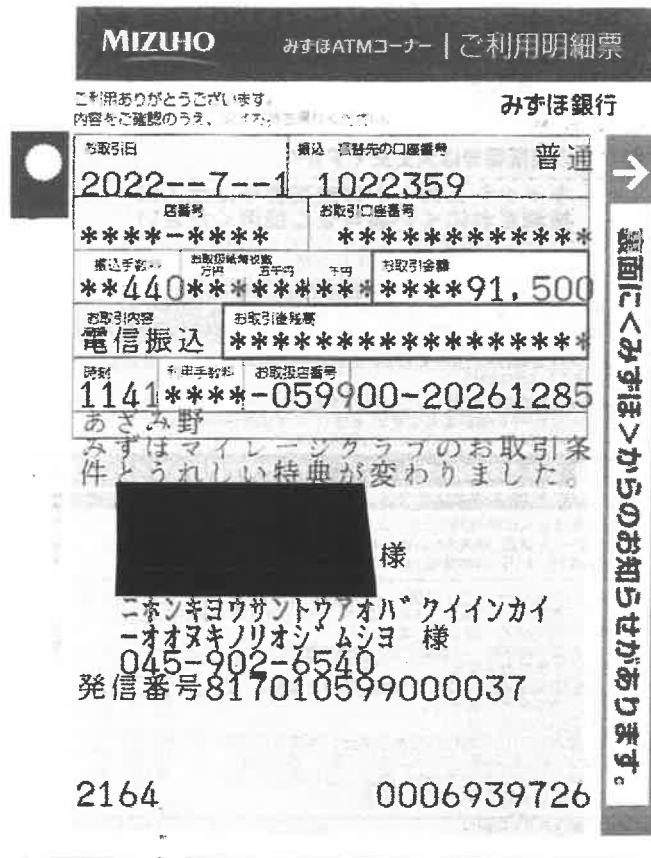 MIZUHO みずほATMコーナー | ご利用明細票
ご利用ありがとうございます。
内容をご確認のうえ、
みずほ銀行
お取引日 振込 振替先の口座番号 普通
2022--7--1 1022359
店番号 お取引口座番号
****-**** ***********
振込手数料 お取扱紙幣枚数 万円 五千円 千円 お取引金額
**440*** *** *** ****91,500
お取引内容 お取引後残高
電信振込 ****************
時刻 利用手数料 お取扱店番号
1141****-059900-20261285
あざみ野
みずほマイレージクラブのお取引条
件とうれしい特典が変わりました。
様
ニホンキヨウサントウアオバクイインカイ
-オオヌキノリオジムシヨ 様
045-902-6540
発信番号817010599000037
2164 0006939726
→
裏面にくみずほ>からのお知らせがあります。